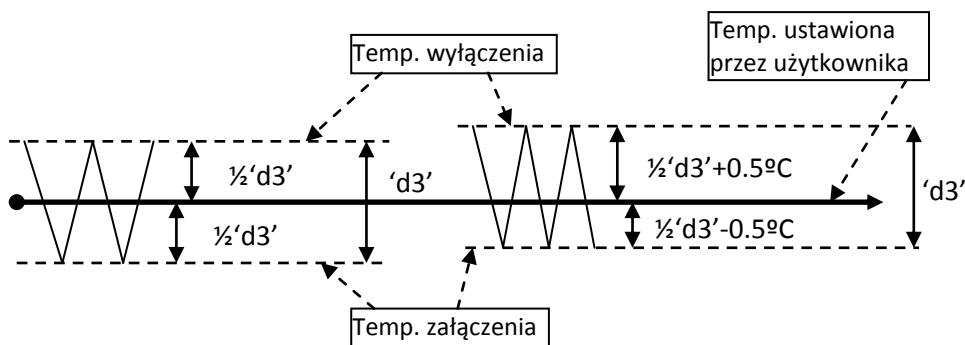 Temp. wyłączenia
Temp. ustawiona
przez użytkownika
½‘d3’
‘d3’
½‘d3’+0.5ºC
‘d3’
½‘d3’
½‘d3’-0.5ºC
Temp. załączenia